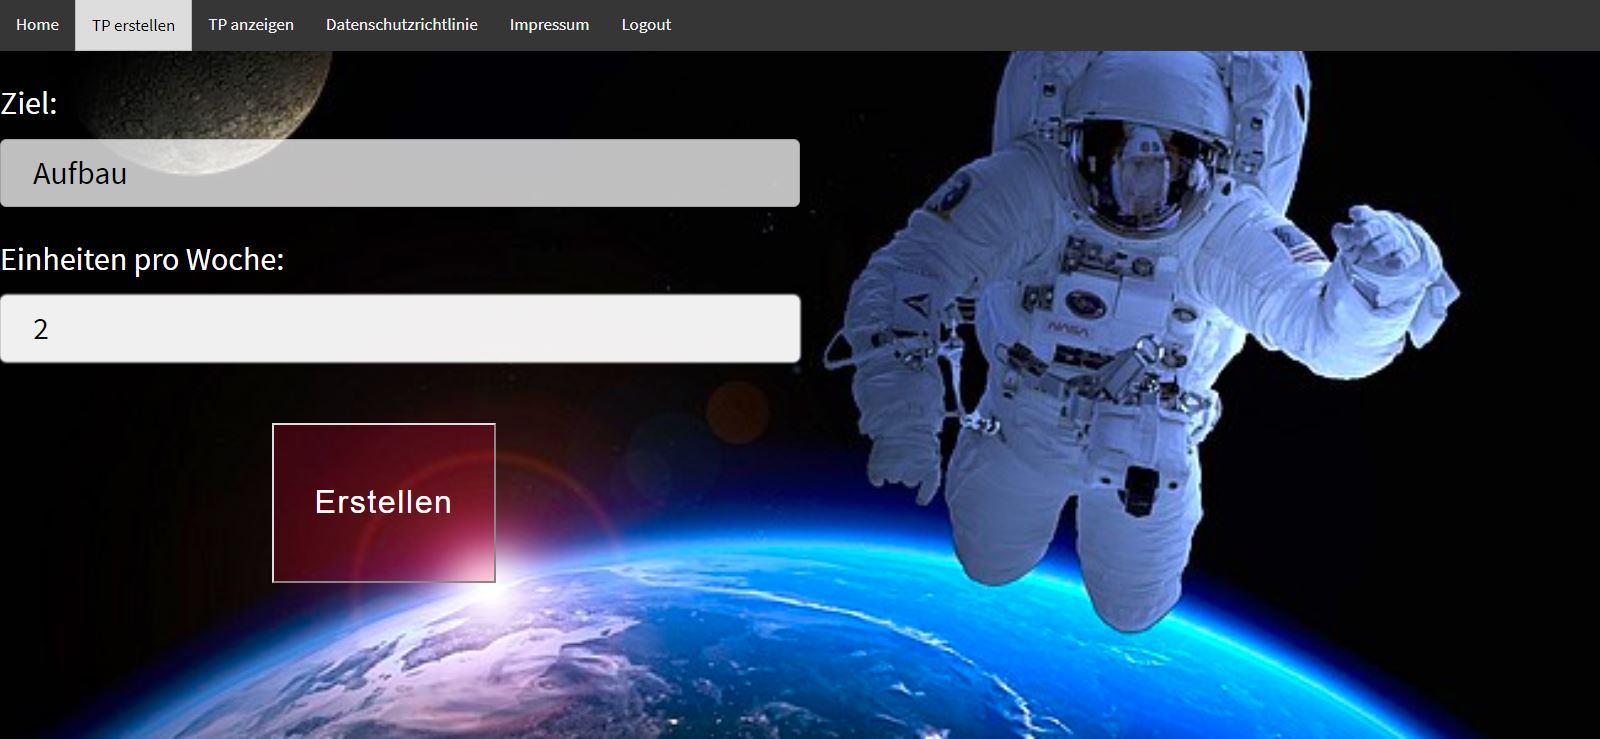 Home TP erstellen TP anzeigen Datenschutzrichtlinie Impressum Logout
Ziel:
Aufbau
Einheiten pro Woche:
2
NASA
Erstellen